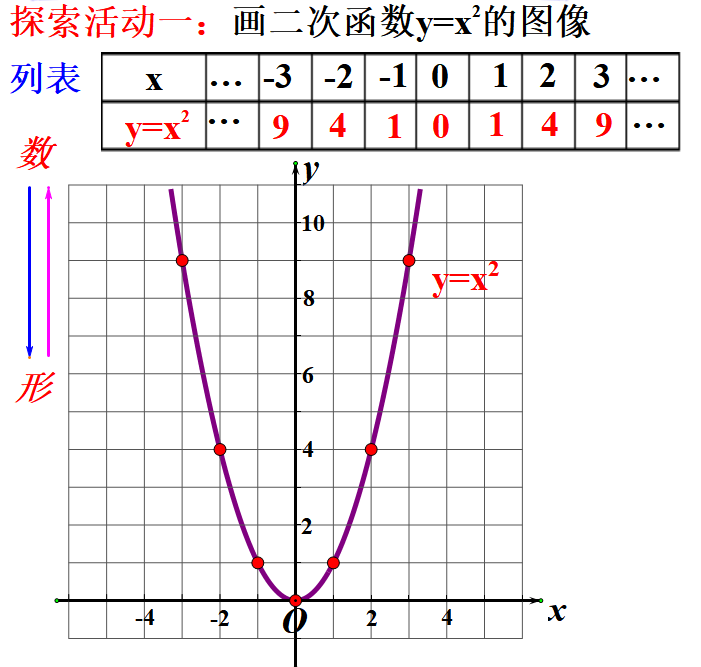 探索活动一：画二次函数y=x²的图像
列表
x … -3 -2 -1 0 1 2 3 …
y=x² … 9 4 1 0 1 4 9 …
数
形
y
10
8
6
4
2
y=x²
-4 -2 O 2 4 x